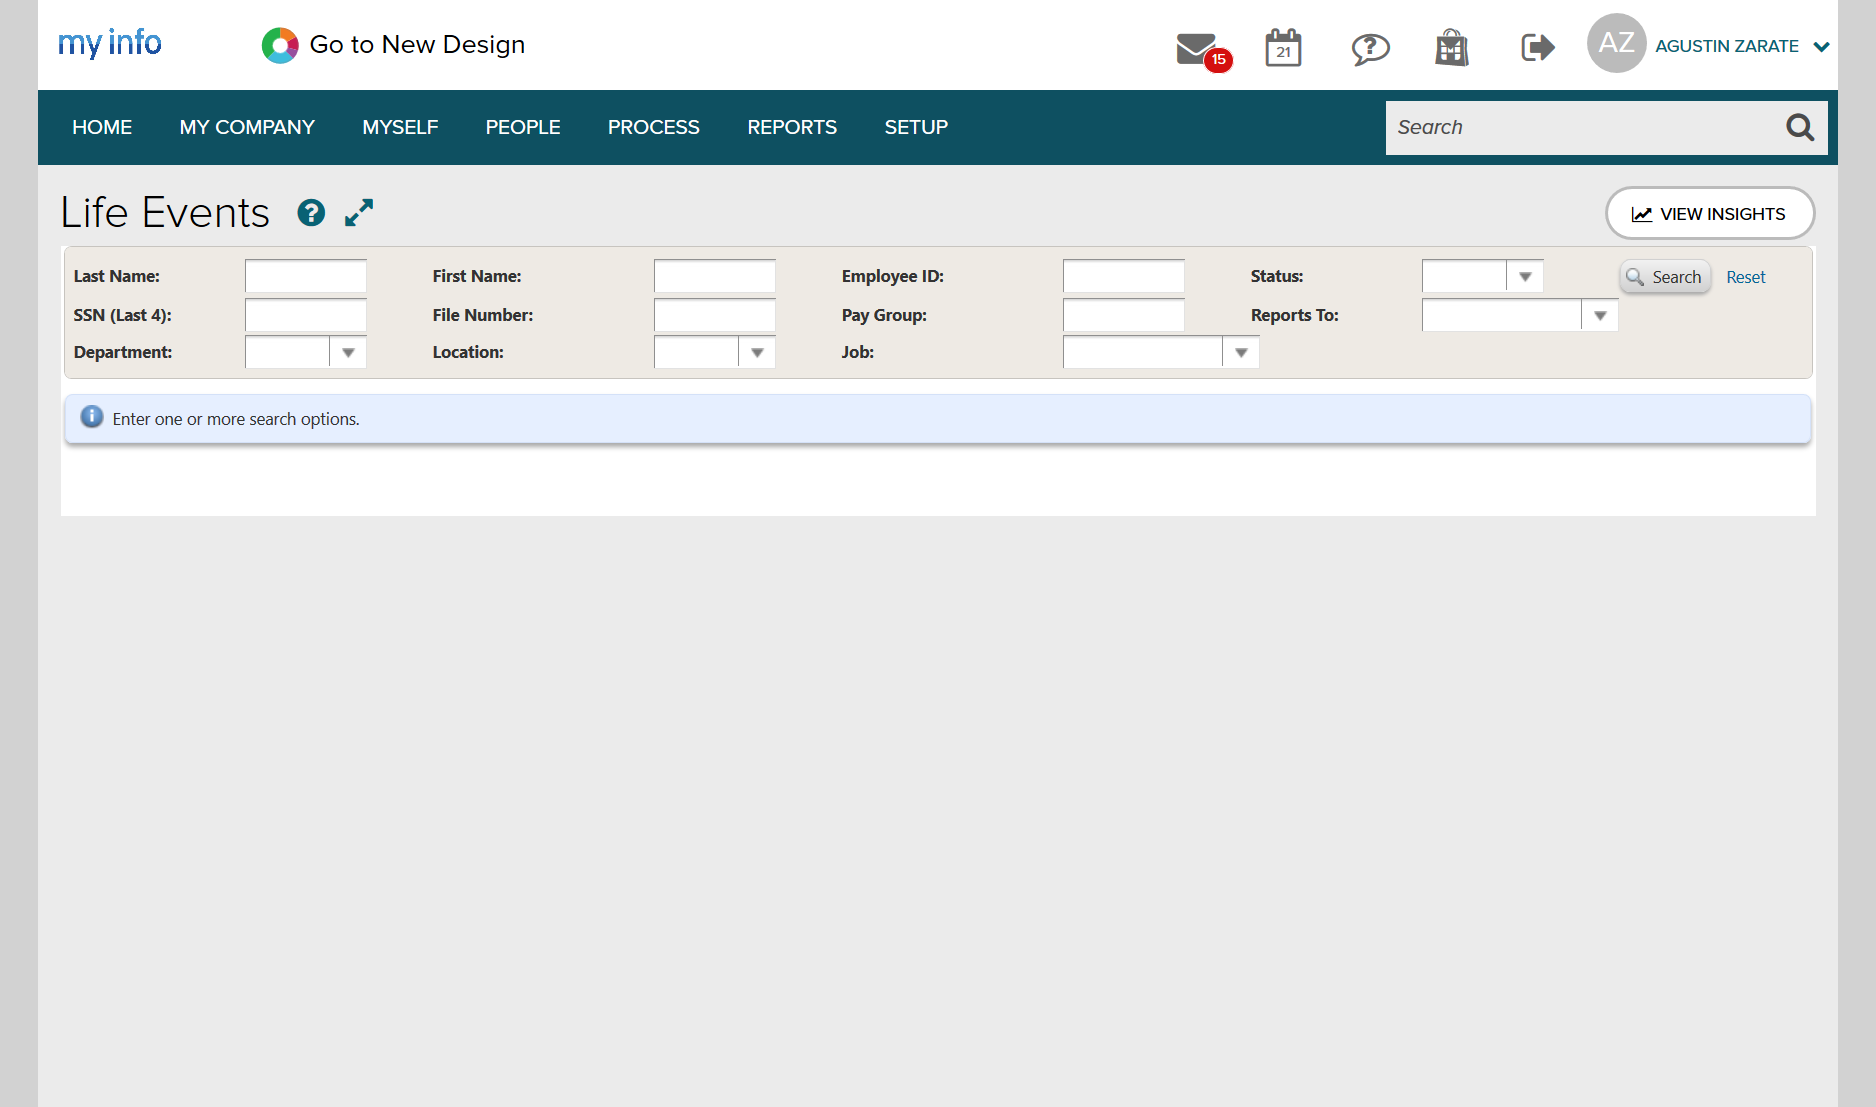 my info
Go to New Design
15
21
AZ
AGUSTIN ZARATE
HOME MY COMPANY MYSELF PEOPLE PROCESS REPORTS SETUP
Search
Life Events
VIEW INSIGHTS
Last Name: First Name: Employee ID: Status: Search Reset
SSN (Last 4): File Number: Pay Group: Reports To:
Department: Location: Job:
Enter one or more search options.